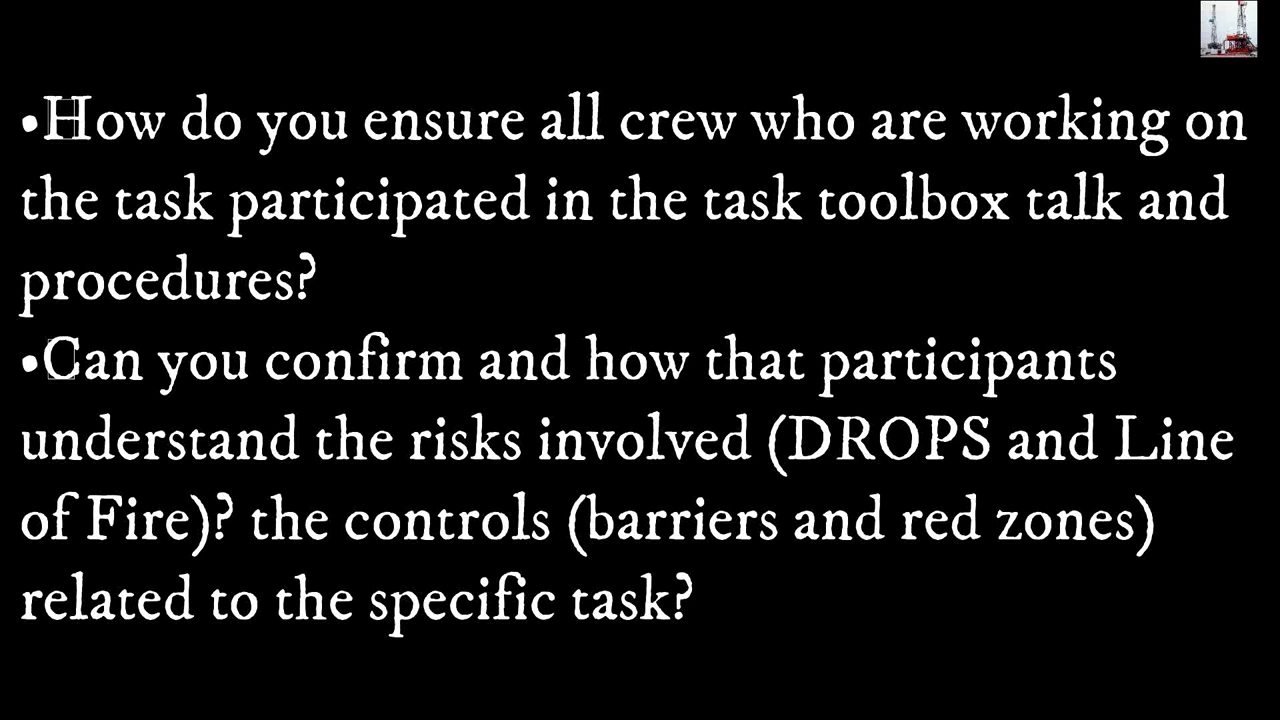 •How do you ensure all crew who are working on
the task participated in the task toolbox talk and
procedures?
•Can you confirm and how that participants
understand the risks involved (DROPS and Line
of Fire)? the controls (barriers and red zones)
related to the specific task?